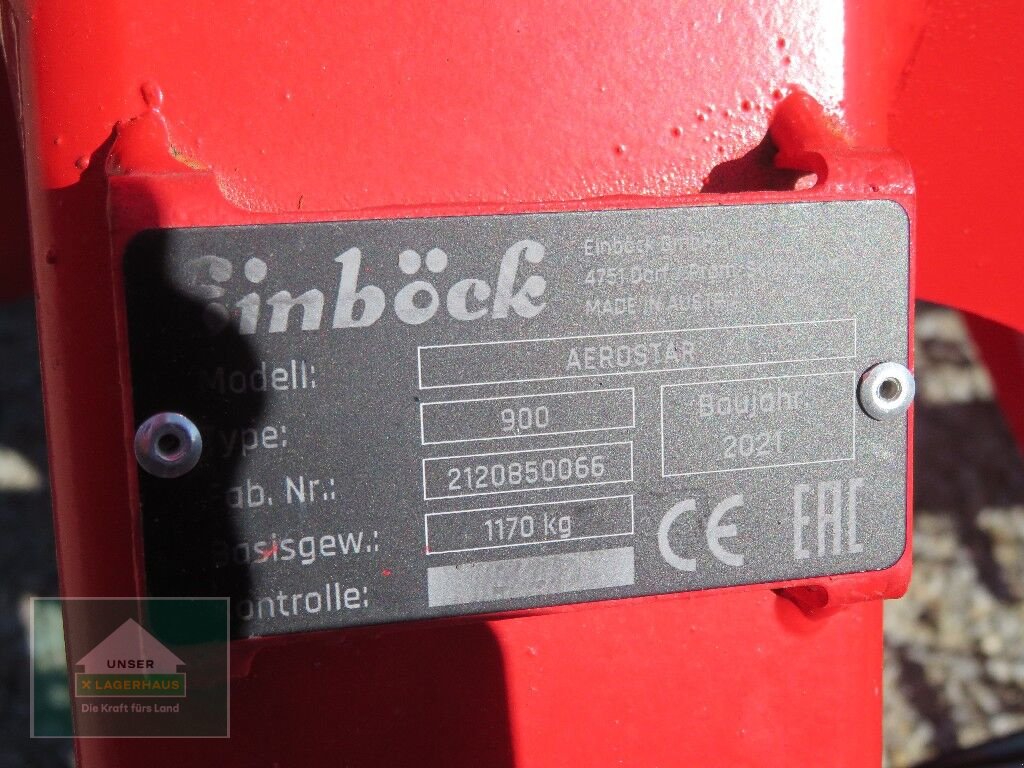 Einböck
Einböck GmbH
4751 Dorf / Pram
MADE IN AUSTR
Modell: AEROSTAR
Type: 900
Baujahr:
2021
Fab. Nr.: 2120850066
Basisgew.: 1170 kg
CE EAC
Kontrolle:
UNSER
X LAGERHAUS
Die Kraft fürs Land